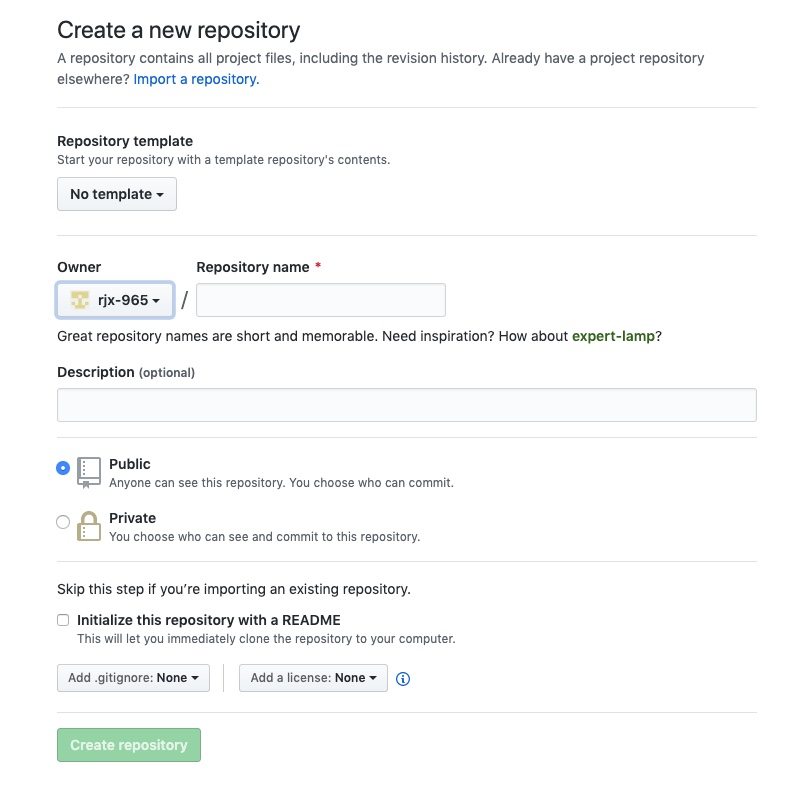 Create a new repository
A repository contains all project files, including the revision history. Already have a project repository
elsewhere? Import a repository.
Repository template
Start your repository with a template repository's contents.
No template
Owner
Repository name *
rjx-965 /
Great repository names are short and memorable. Need inspiration? How about expert-lamp?
Description (optional)
Public
Anyone can see this repository. You choose who can commit.
Private
You choose who can see and commit to this repository.
Skip this step if you’re importing an existing repository.
Initialize this repository with a README
This will let you immediately clone the repository to your computer.
Add .gitignore: None
Add a license: None
Create repository